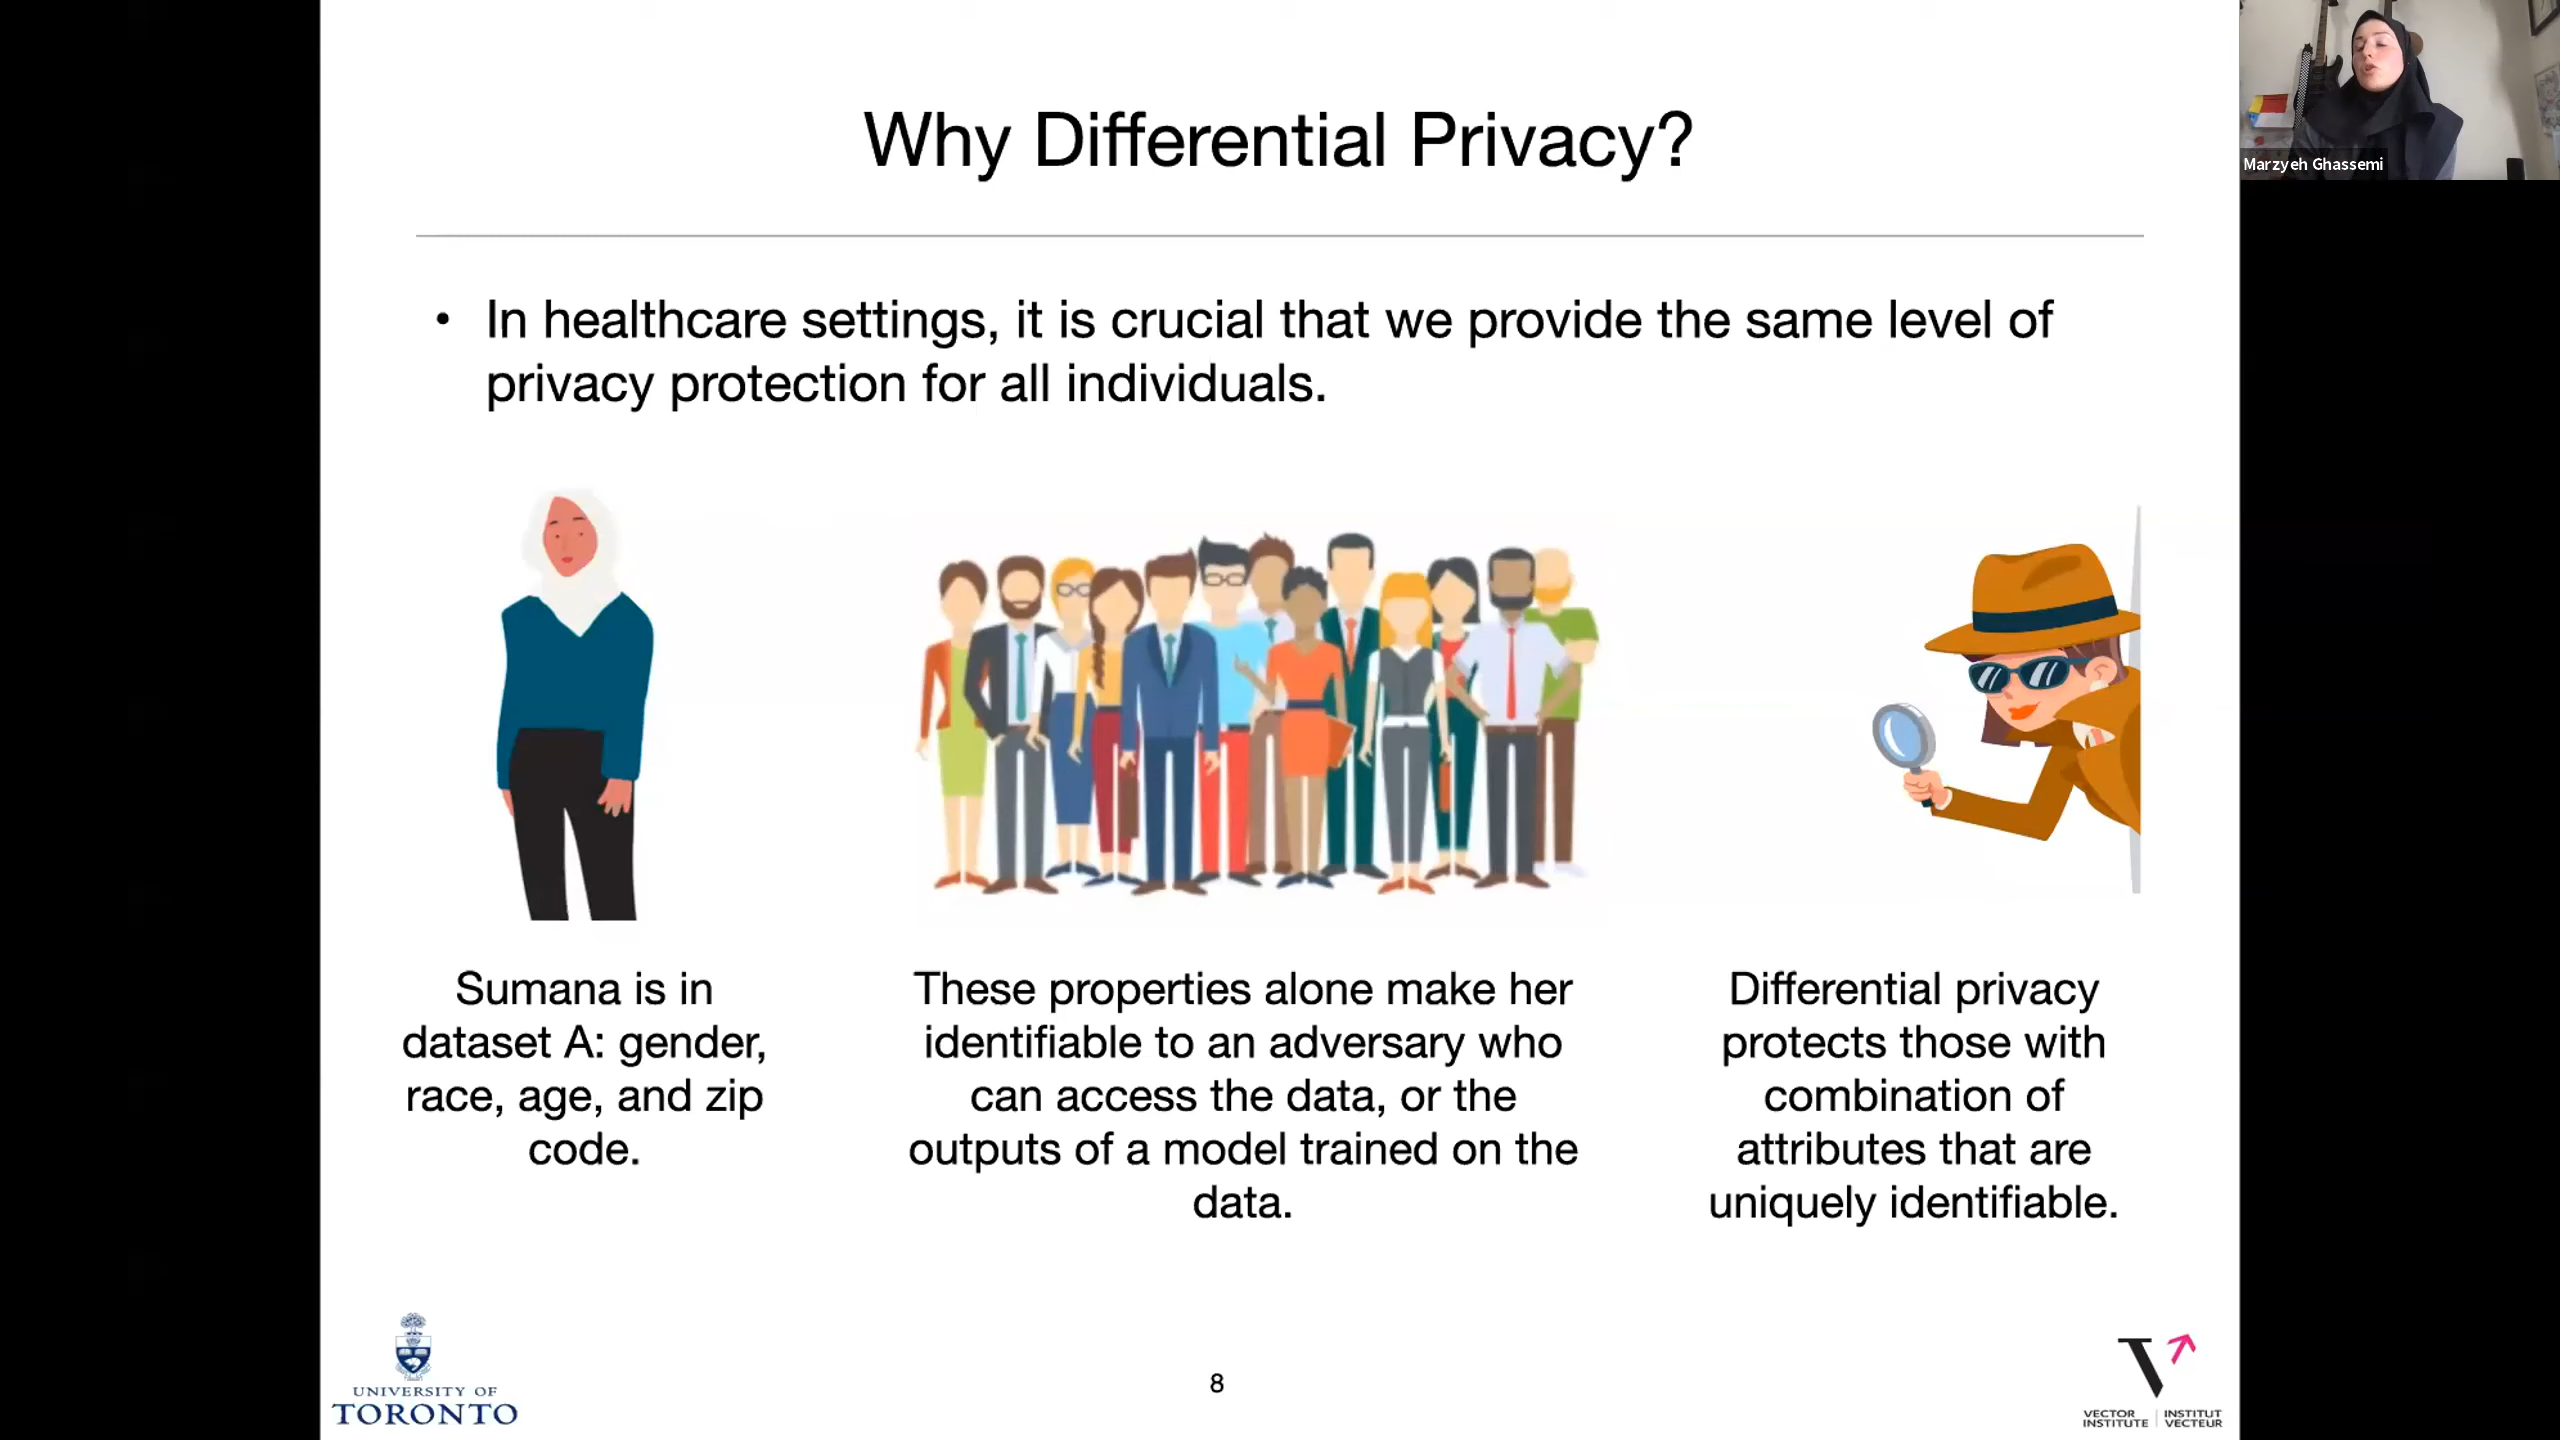 Why Differential Privacy?
Marzyeh Ghassemi
• In healthcare settings, it is crucial that we provide the same level of
privacy protection for all individuals.
Sumana is in
dataset A: gender,
race, age, and zip
code.
These properties alone make her
identifiable to an adversary who
can access the data, or the
outputs of a model trained on the
data.
Differential privacy
protects those with
combination of
attributes that are
uniquely identifiable.
UNIVERSITY OF
TORONTO
8
VECTOR INSTITUT
INSTITUTE VECTEUR